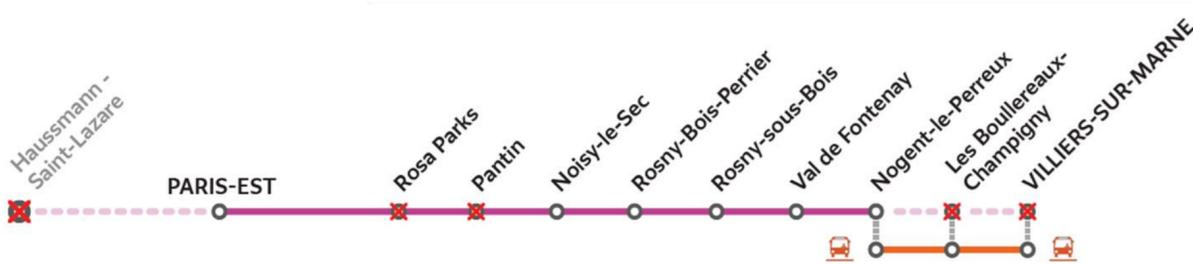 Haussmann -
Saint-Lazare
PARIS-EST
Rosa Parks
Pantin
Noisy-le-Sec
Rosny-Bois-Perrier
Rosny-sous-Bois
Val de Fontenay
Nogent-le-Perreux
Les Boullereaux-
Champigny
VILLIERS-SUR-MARNE